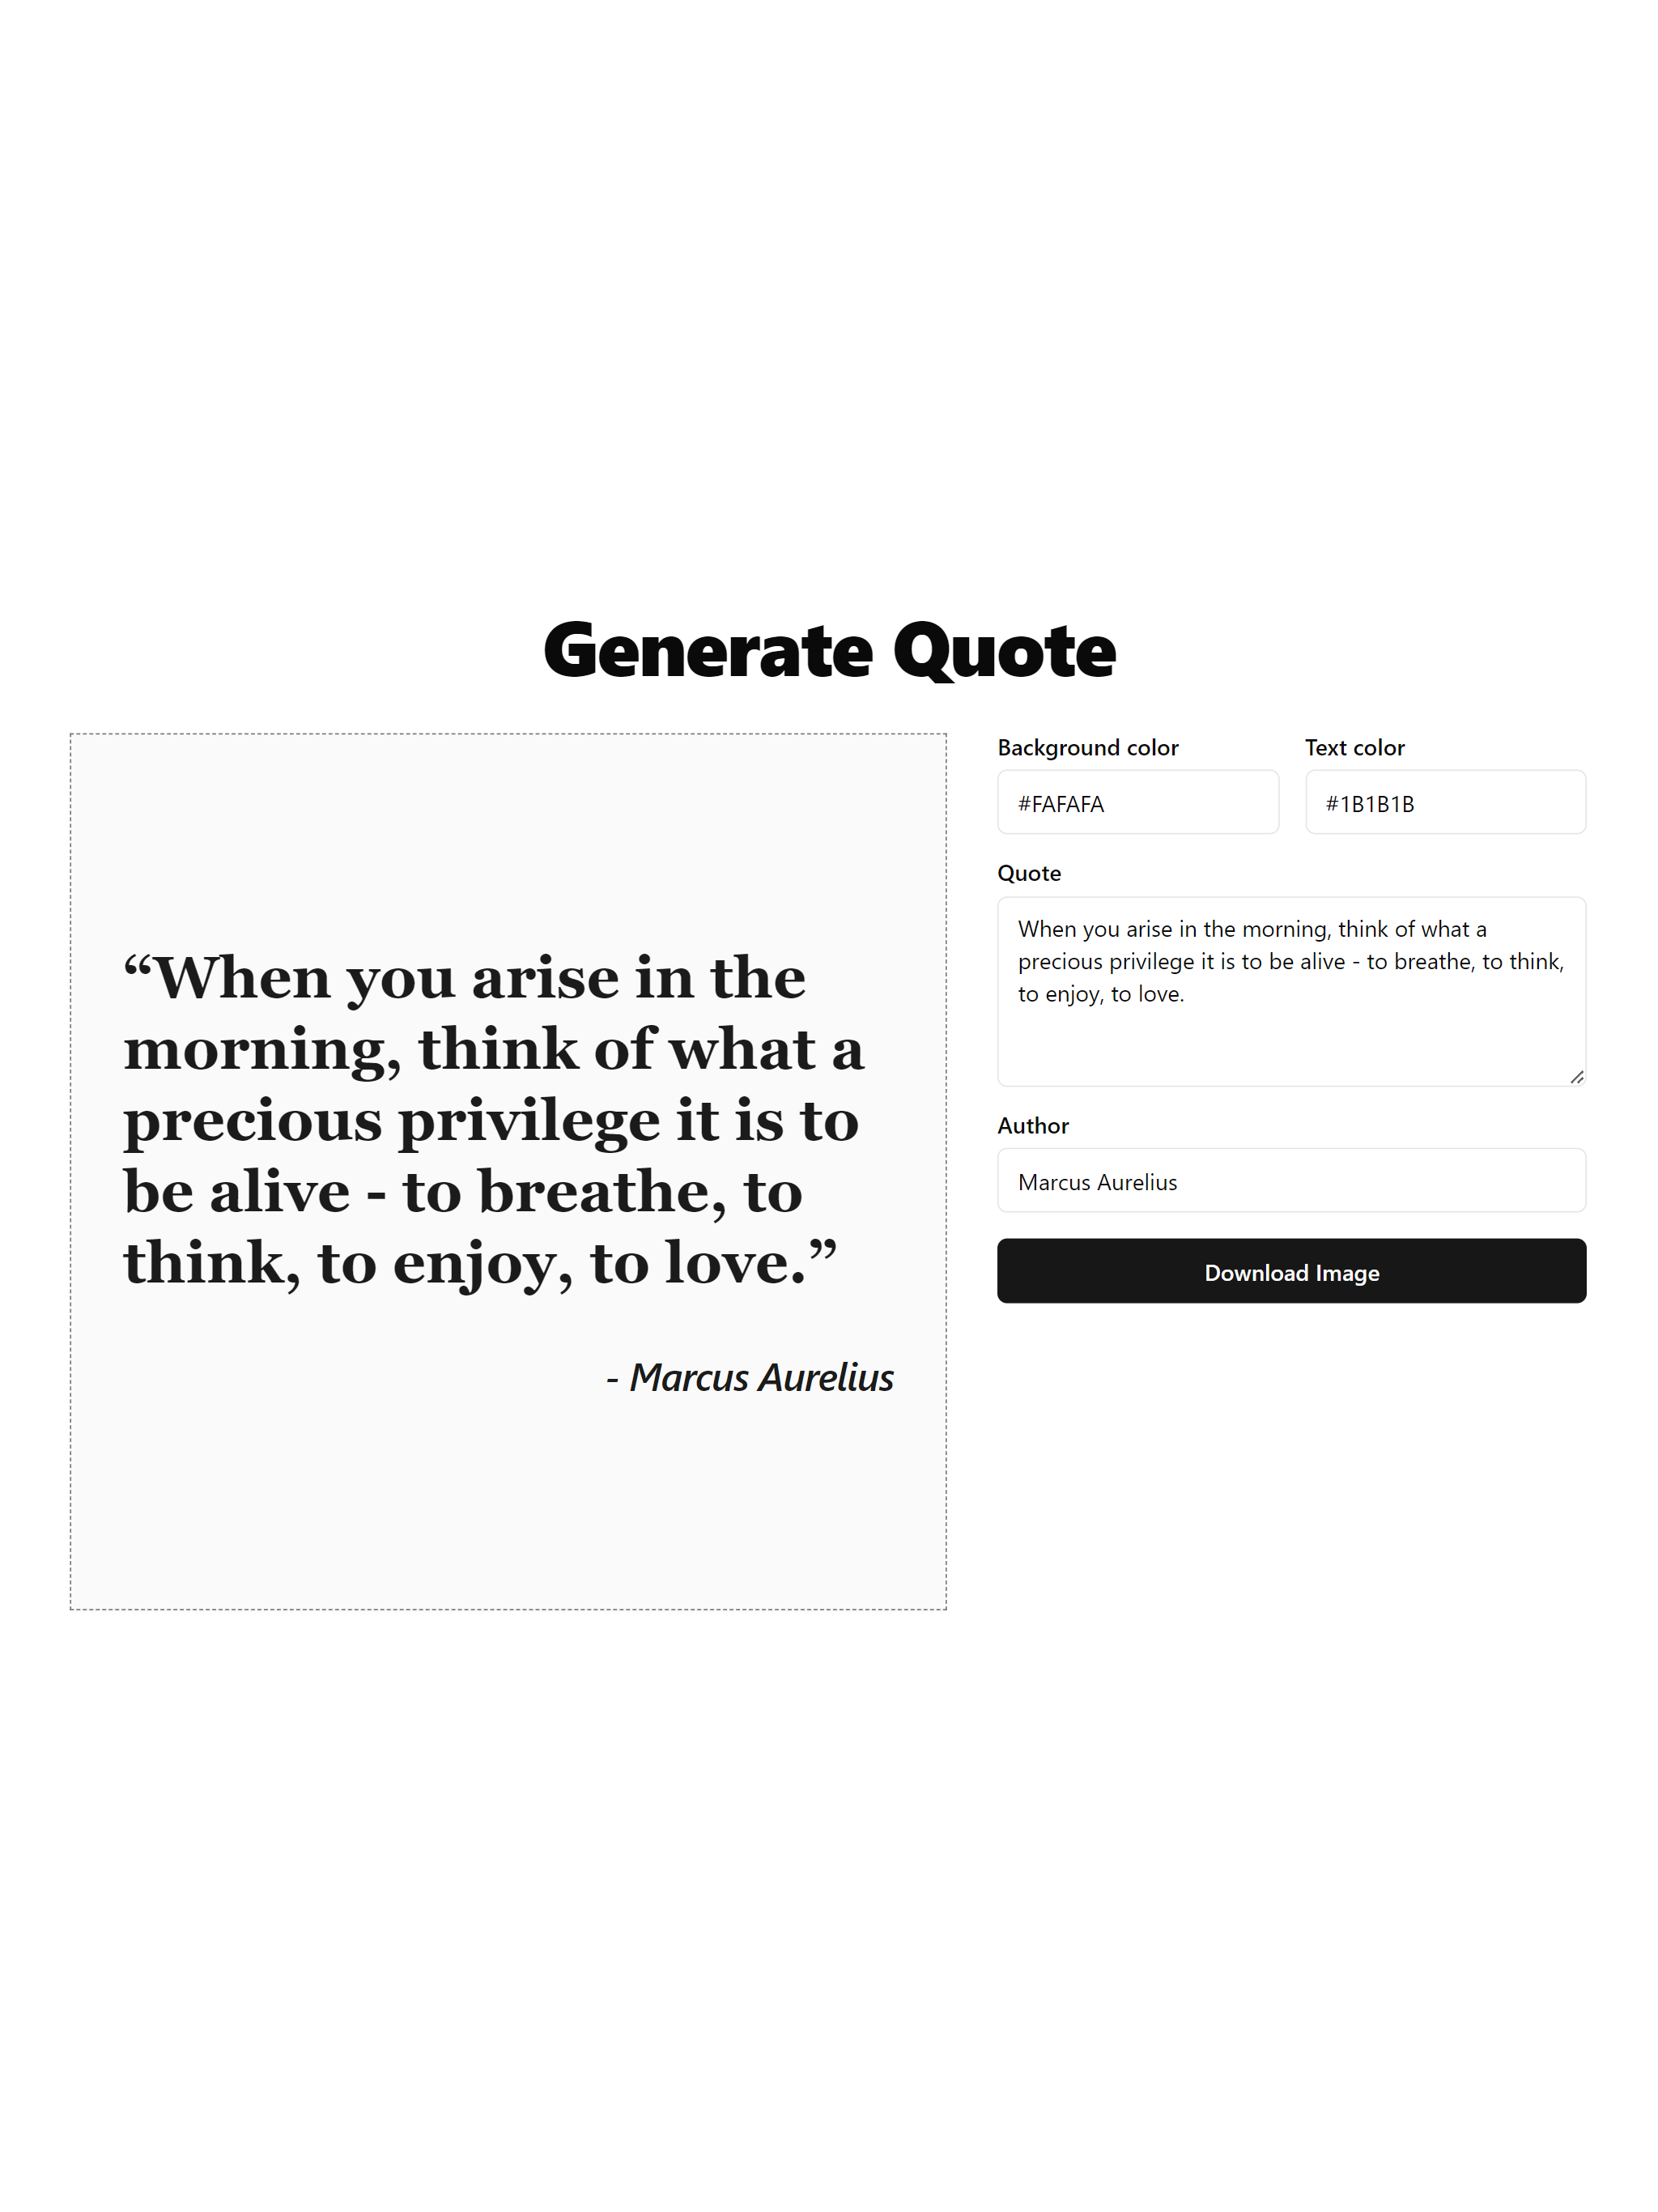 Generate Quote
“When you arise in the
morning, think of what a
precious privilege it is to
be alive - to breathe, to
think, to enjoy, to love.”
- Marcus Aurelius
Background color
Text color
#FAFAFA
#1B1B1B
Quote
When you arise in the morning, think of what a
precious privilege it is to be alive - to breathe, to think,
to enjoy, to love.
Author
Marcus Aurelius
Download Image